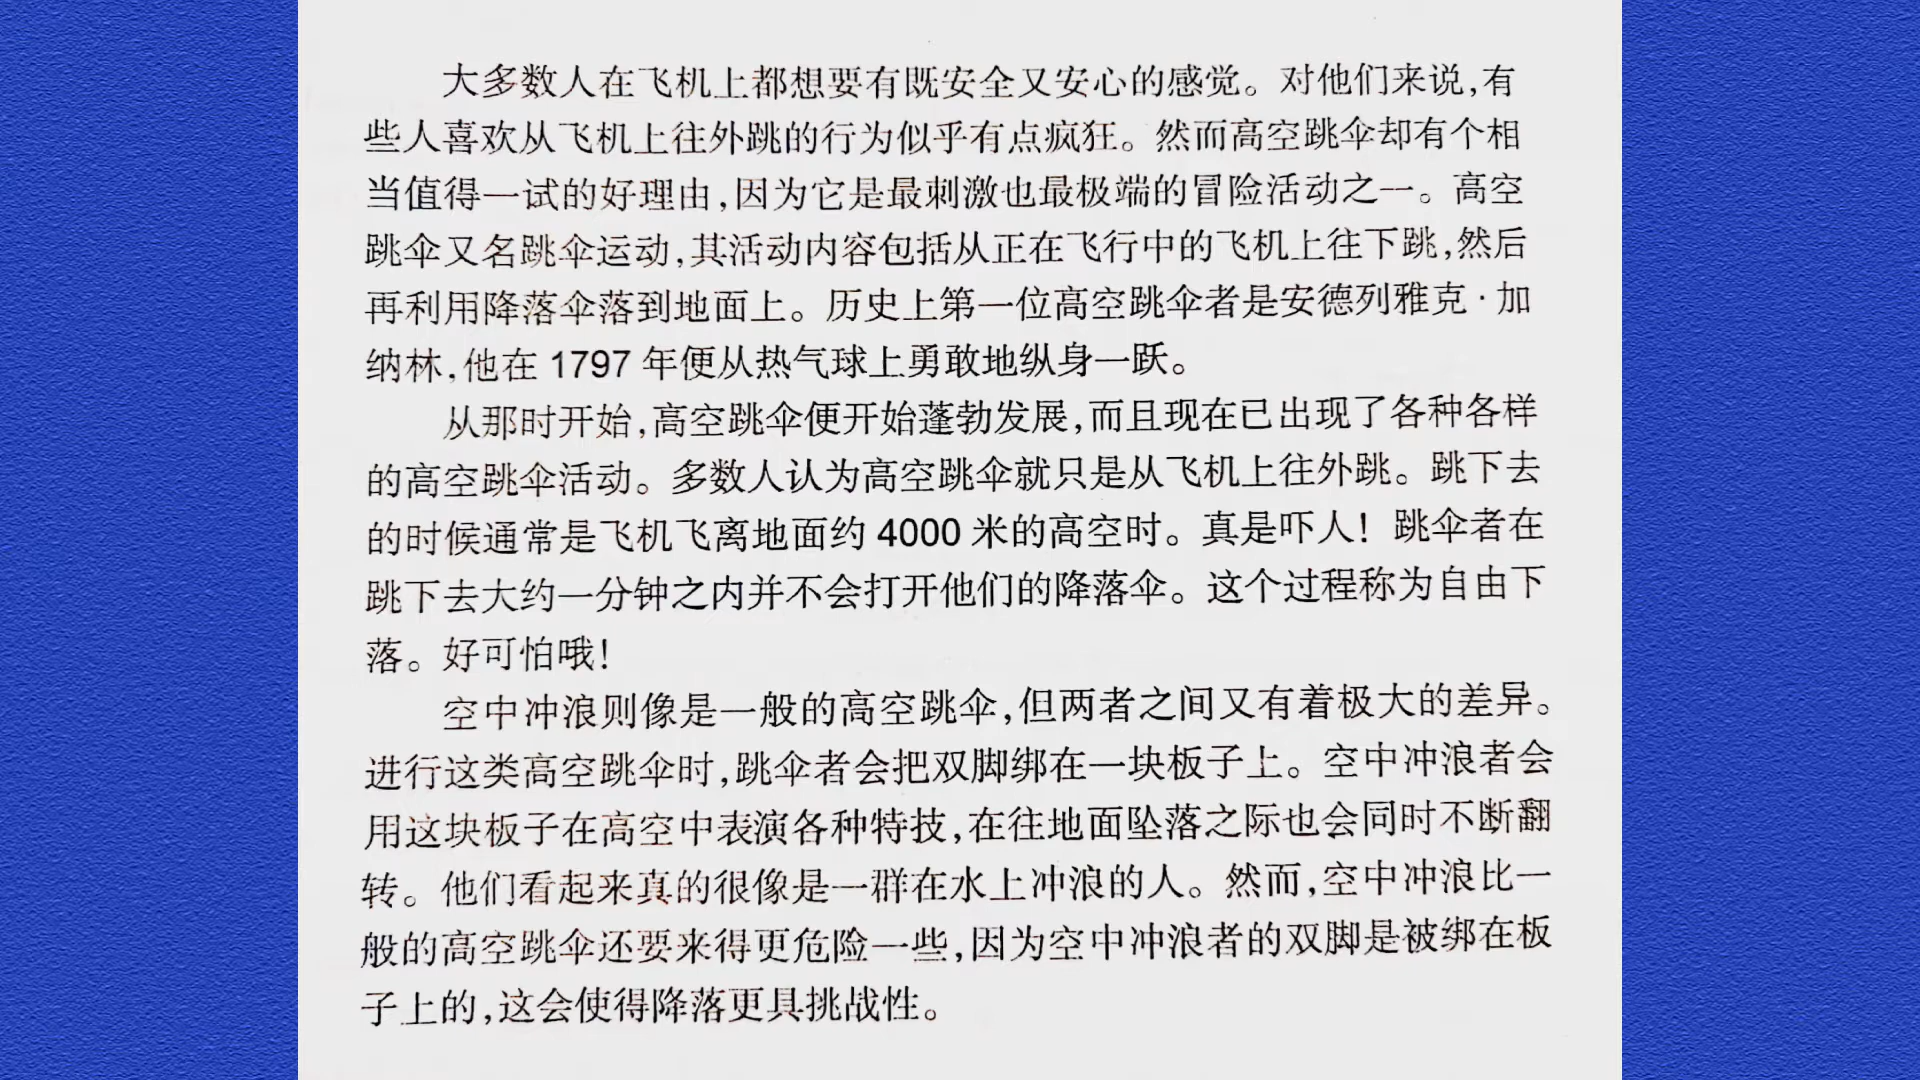 大多数人在飞机上都想要有既安全又安心的感觉。对他们来说,有
些人喜欢从飞机上往外跳的行为似乎有点疯狂。然而高空跳伞却有个相
当值得一试的好理由,因为它是最刺激也最极端的冒险活动之一。高空
跳伞又名跳伞运动,其活动内容包括从正在飞行中的飞机上往下跳,然后
再利用降落伞落到地面上。历史上第一位高空跳伞者是安德列雅克·加
纳林,他在 1797 年便从热气球上勇敢地纵身一跃。
从那时开始,高空跳伞便开始蓬勃发展,而且现在已出现了各种各样
的高空跳伞活动。多数人认为高空跳伞就只是从飞机上往外跳。跳下去
的时候通常是飞机飞离地面约 4000 米的高空时。真是吓人！跳伞者在
跳下去大约一分钟之内并不会打开他们的降落伞。这个过程称为自由下
落。好可怕哦！
空中冲浪则像是一般的高空跳伞,但两者之间又有着极大的差异。
进行这类高空跳伞时,跳伞者会把双脚绑在一块板子上。空中冲浪者会
用这块板子在高空中表演各种特技,在往地面坠落之际也会同时不断翻
转。他们看起来真的很像是一群在水上冲浪的人。然而,空中冲浪比一
般的高空跳伞还要来得更危险一些,因为空中冲浪者的双脚是被绑在板
子上的,这会使得降落更具挑战性。